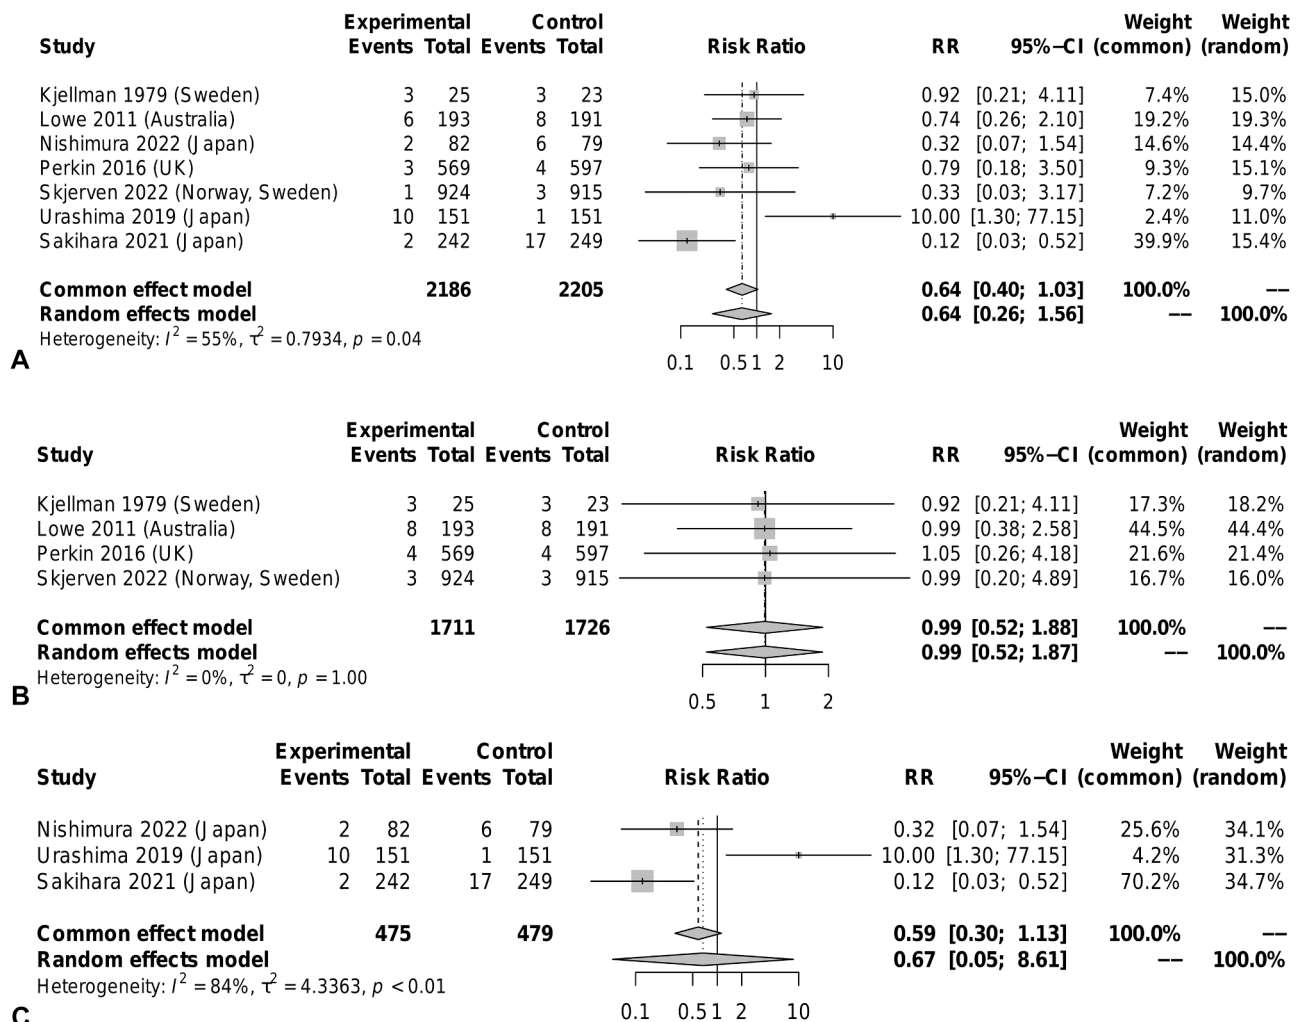 Experimental Control Weight Weight
Study Events Total Events Total Risk Ratio RR 95%−CI (common) (random)
Kjellman 1979 (Sweden) 3 25 3 23 0.92 [0.21; 4.11] 7.4% 15.0%
Lowe 2011 (Australia) 6 193 8 191 0.74 [0.26; 2.10] 19.2% 19.3%
Nishimura 2022 (Japan) 2 82 6 79 0.32 [0.07; 1.54] 14.6% 14.4%
Perkin 2016 (UK) 3 569 4 597 0.79 [0.18; 3.50] 9.3% 15.1%
Skjerven 2022 (Norway, Sweden) 1 924 3 915 0.33 [0.03; 3.17] 7.2% 9.7%
Urashima 2019 (Japan) 10 151 1 151 10.00 [1.30; 77.15] 2.4% 11.0%
Sakihara 2021 (Japan) 2 242 17 249 0.12 [0.03; 0.52] 39.9% 15.4%
Common effect model 2186 2205 0.64 [0.40; 1.03] 100.0% −−
Random effects model 0.64 [0.26; 1.56] −− 100.0%
Heterogeneity: I² = 55%, τ² = 0.7934, p = 0.04
0.1 0.5 1 2 10
A
Experimental Control Weight Weight
Study Events Total Events Total Risk Ratio RR 95%−CI (common) (random)
Kjellman 1979 (Sweden) 3 25 3 23 0.92 [0.21; 4.11] 17.3% 18.2%
Lowe 2011 (Australia) 8 193 8 191 0.99 [0.38; 2.58] 44.5% 44.4%
Perkin 2016 (UK) 4 569 4 597 1.05 [0.26; 4.18] 21.6% 21.4%
Skjerven 2022 (Norway, Sweden) 3 924 3 915 0.99 [0.20; 4.89] 16.7% 16.0%
Common effect model 1711 1726 0.99 [0.52; 1.88] 100.0% −−
Random effects model 0.99 [0.52; 1.87] −− 100.0%
Heterogeneity: I² = 0%, τ² = 0, p = 1.00
0.5 1 2
B
Experimental Control Weight Weight
Study Events Total Events Total Risk Ratio RR 95%−CI (common) (random)
Nishimura 2022 (Japan) 2 82 6 79 0.32 [0.07; 1.54] 25.6% 34.1%
Urashima 2019 (Japan) 10 151 1 151 10.00 [1.30; 77.15] 4.2% 31.3%
Sakihara 2021 (Japan) 2 242 17 249 0.12 [0.03; 0.52] 70.2% 34.7%
Common effect model 475 479 0.59 [0.30; 1.13] 100.0% −−
Random effects model 0.67 [0.05; 8.61] −− 100.0%
Heterogeneity: I² = 84%, τ² = 4.3363, p < 0.01
0.1 0.5 1 2 10
C